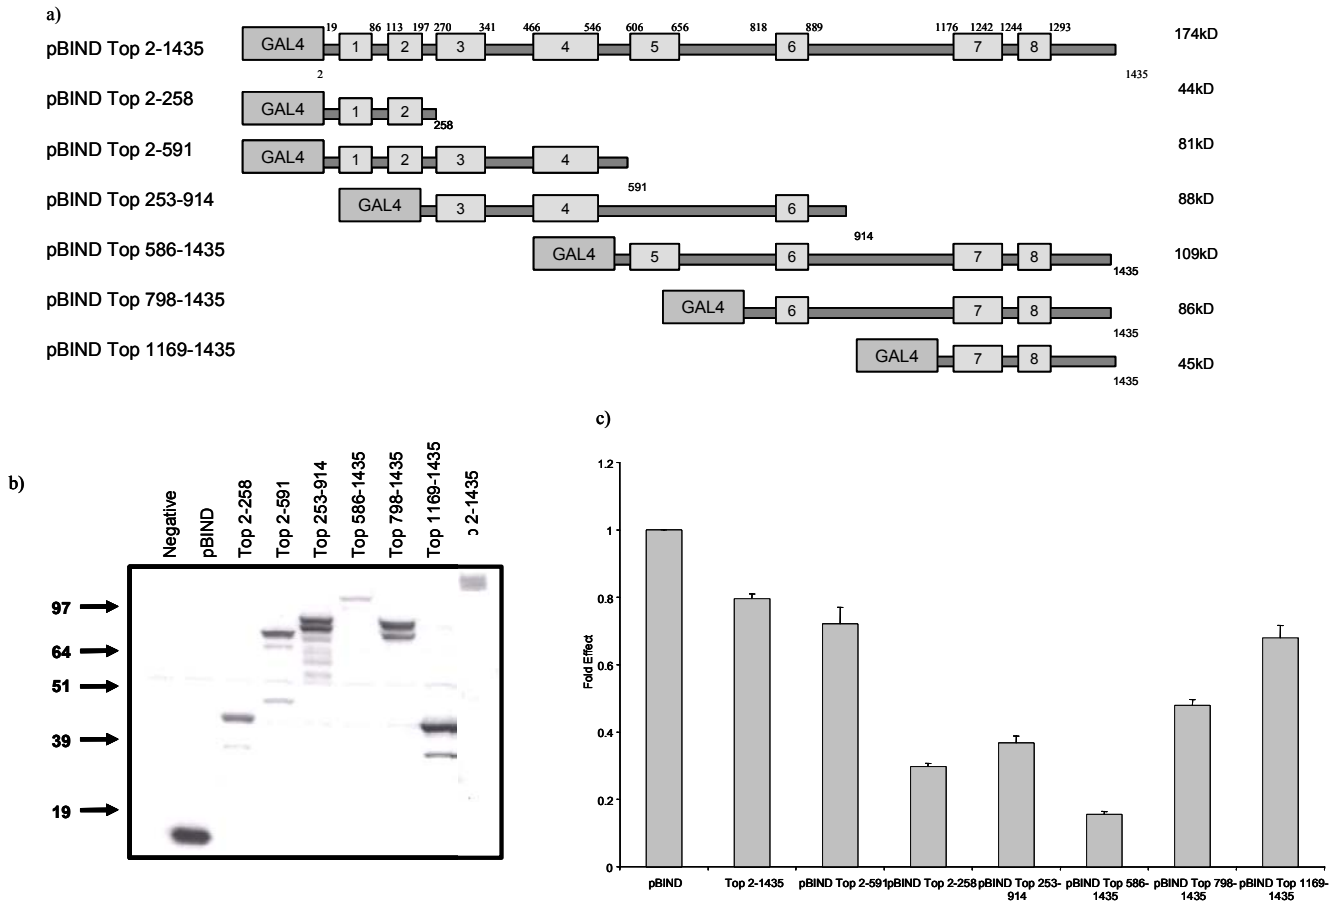 a)
19 86 113 197 270 341 466 546 606 656 818 889 1176 1242 1244 1293
pBIND Top 2-1435 GAL4 1 2 3 4 5 6 7 8 174kD
2 1435
pBIND Top 2-258 GAL4 1 2 258 44kD
pBIND Top 2-591 GAL4 1 2 3 4 81kD
591
pBIND Top 253-914 GAL4 3 4 6 88kD
914
pBIND Top 586-1435 GAL4 5 6 7 8 109kD
1435
pBIND Top 798-1435 GAL4 6 7 8 86kD
1435
pBIND Top 1169-1435 GAL4 7 8 45kD
1435
b)
Negative
pBIND
Top 2-258
Top 2-591
Top 253-914
Top 586-1435
Top 798-1435
Top 1169-1435
2-1435
97
64
51
39
19
c)
Fold Effect
1.2
1
0.8
0.6
0.4
0.2
0
pBIND
Top 2-1435
pBIND Top 2-591
pBIND Top 2-258
pBIND Top 253-
914
pBIND Top 586-
1435
pBIND Top 798-
1435
pBIND Top 1169-
1435